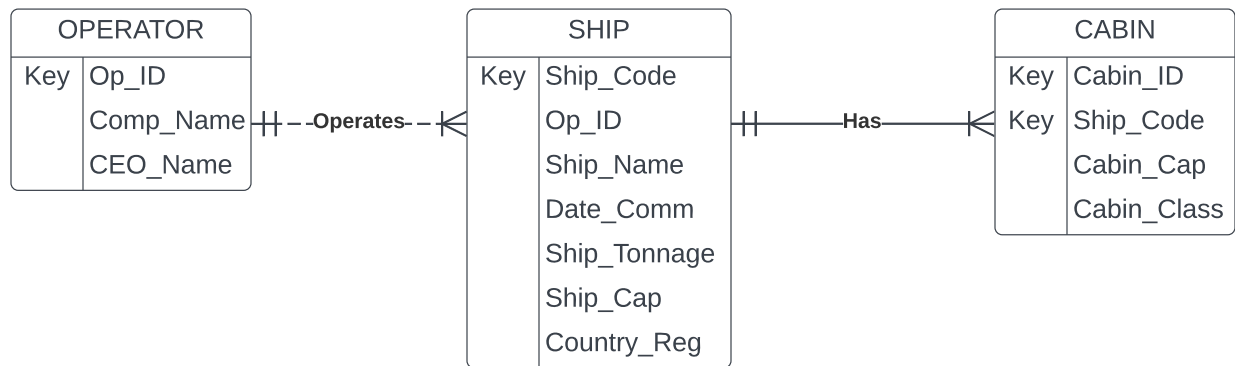 OPERATOR
Key Op_ID
Comp_Name
CEO_Name
Operates
SHIP
Key Ship_Code
Op_ID
Ship_Name
Date_Comm
Ship_Tonnage
Ship_Cap
Country_Reg
Has
CABIN
Key Cabin_ID
Key Ship_Code
Cabin_Cap
Cabin_Class